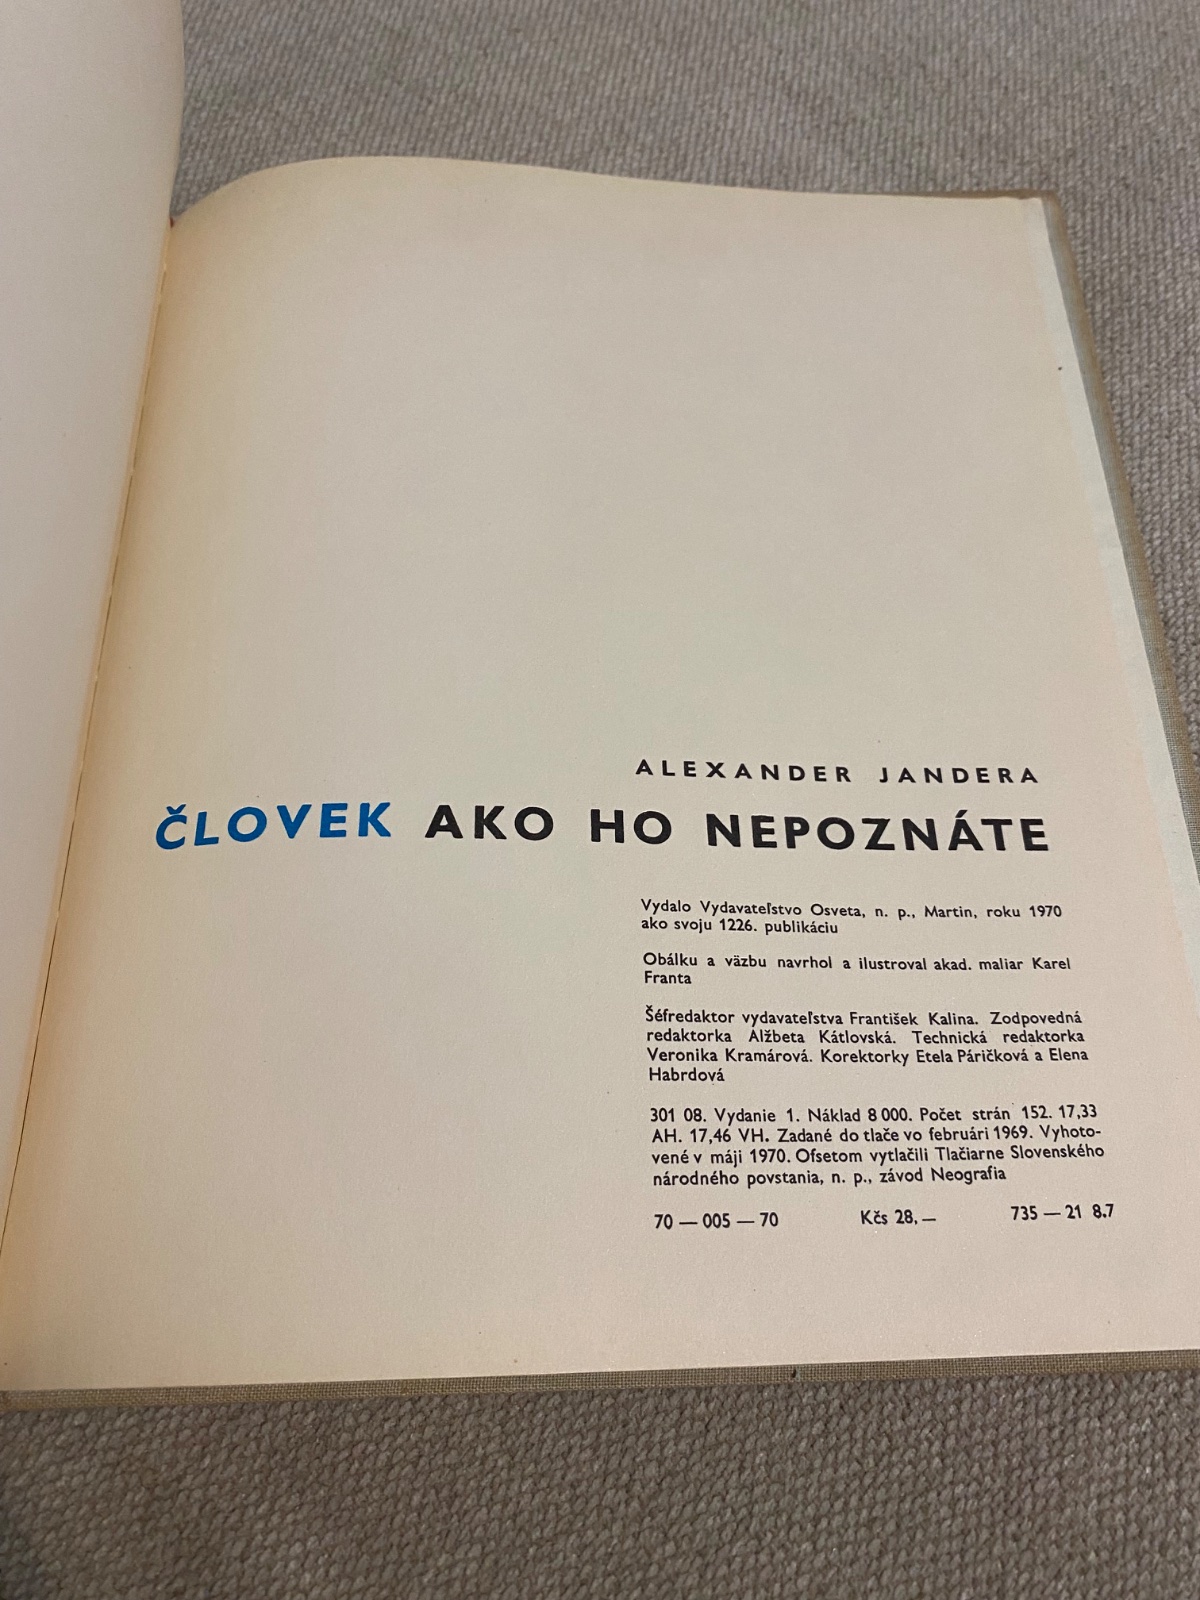 ALEXANDER JANDERA
ČLOVEK AKO HO NEPOZNÁTE
Vydalo Vydavateľstvo Osveta, n. p., Martin, roku 1970
ako svoju 1226. publikáciu
Obálku a väzbu navrhol a ilustroval akad. maliar Karel
Franta
Šéfredaktor vydavateľstva František Kalina. Zodpovedná
redaktorka Alžbeta Kátlovská. Technická redaktorka
Veronika Kramárová. Korektorky Etela Páričková a Elena
Habrdová
301 08. Vydanie 1. Náklad 8 000. Počet strán 152. 17,33
AH. 17,46 VH. Zadané do tlače vo februári 1969. Vyhoto-
vené v máji 1970. Ofsetom vytlačili Tlačiarne Slovenského
národného povstania, n. p., závod Neografia
70 — 005 — 70 Kčs 28,— 735 — 21 8.7